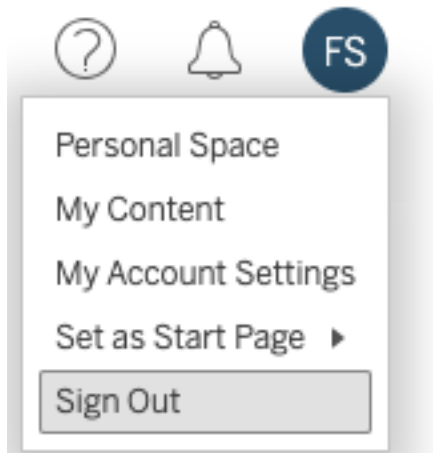 ?
FS
Personal Space
My Content
My Account Settings
Set as Start Page
Sign Out